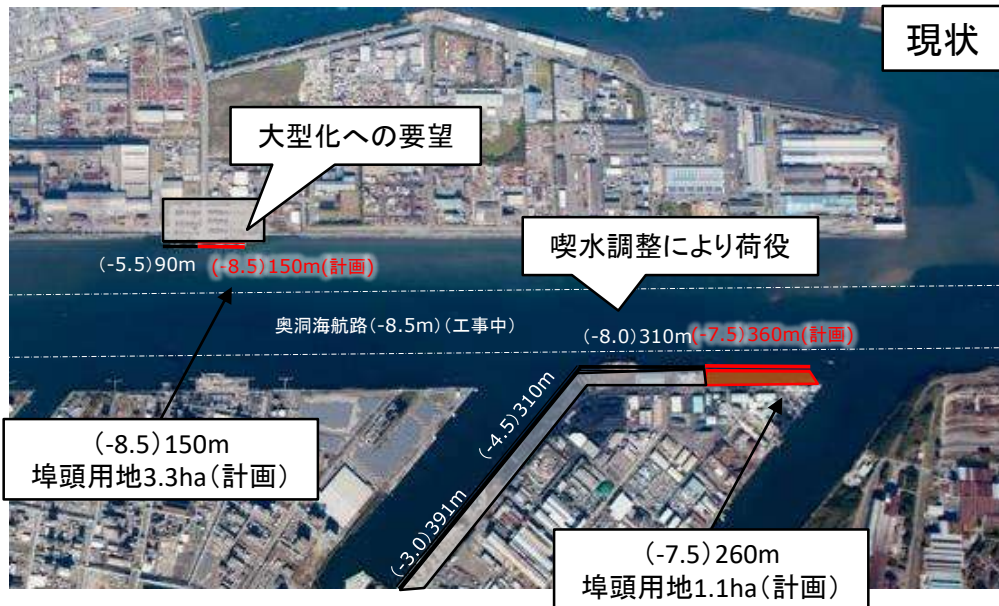 現状
大型化への要望
喫水調整により荷役
(-5.5)90m
(-8.5)150m(計画)
奥洞海航路(-8.5m)(工事中)
(-8.0)310m
(-7.5)360m(計画)
(-4.5)310m
(-3.0)391m
(-8.5)150m
埠頭用地3.3ha(計画)
(-7.5)260m
埠頭用地1.1ha(計画)